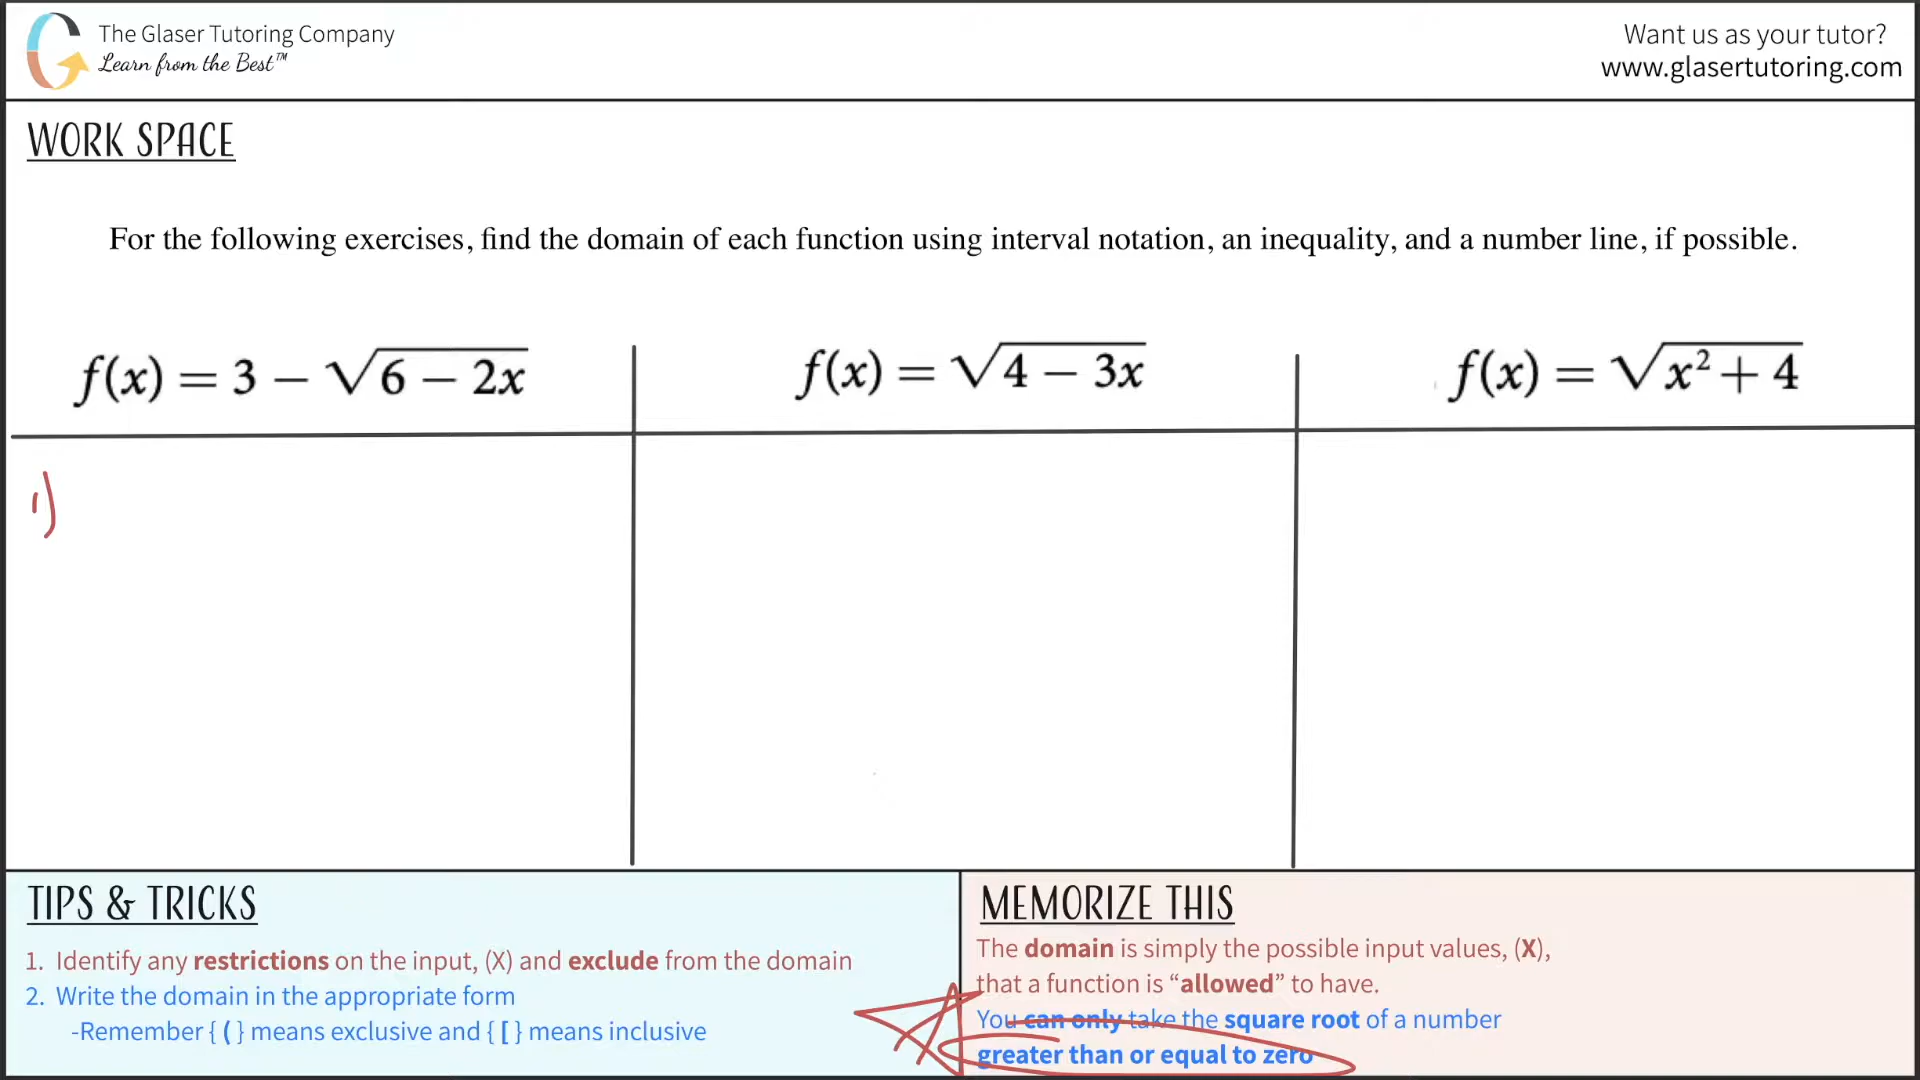 The Glaser Tutoring Company
Learn from the Best™
Want us as your tutor?
www.glasertutoring.com
WORK SPACE
For the following exercises, find the domain of each function using interval notation, an inequality, and a number line, if possible.
f(x) = 3 – √(6 – 2x)
f(x) = √(4 – 3x)
f(x) = √(x² + 4)
1)
TIPS & TRICKS
1. Identify any restrictions on the input, (X) and exclude from the domain
2. Write the domain in the appropriate form
-Remember { ( } means exclusive and { [ } means inclusive
MEMORIZE THIS
The domain is simply the possible input values, (X),
that a function is “allowed” to have.
You can only take the square root of a number
greater than or equal to zero